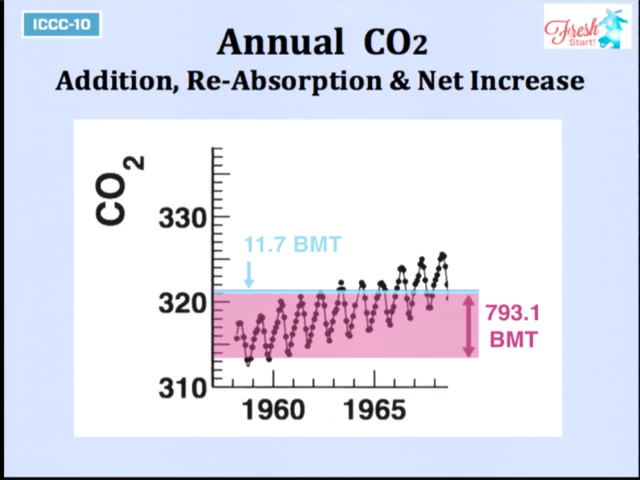 ICCC-10
Fresh
Start!
Annual CO2
Addition, Re-Absorption & Net Increase
CO2
330
11.7 BMT
320
793.1
BMT
310
1960 1965